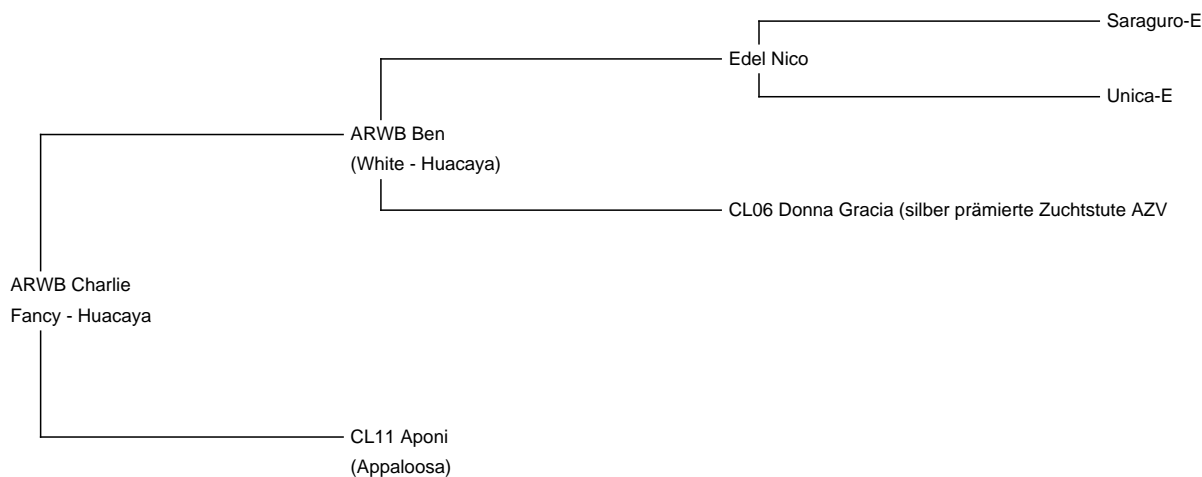 Saraguro-E
Edel Nico
Unica-E
ARWB Ben
(White - Huacaya)
CL06 Donna Gracia (silber prämierte Zuchtstute AZV
ARWB Charlie
Fancy - Huacaya
CL11 Aponi
(Appaloosa)